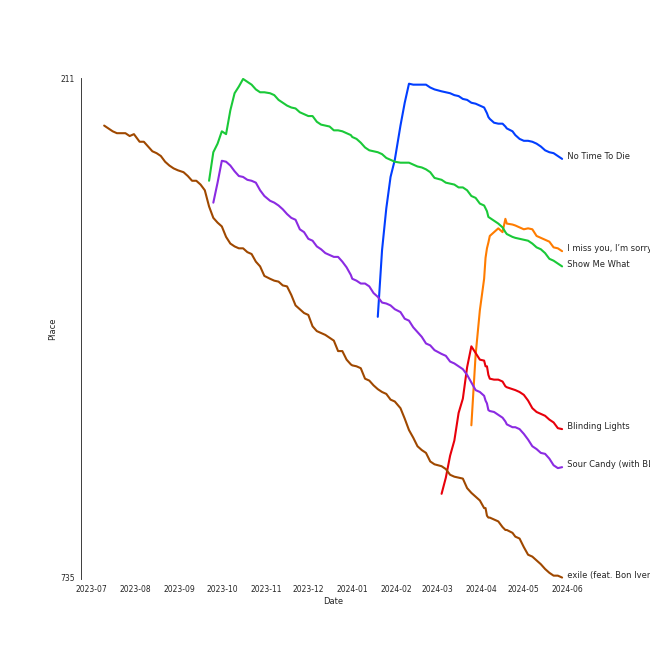 211
No Time To Die
I miss you, I'm sorry
Show Me What
Place
Blinding Lights
Sour Candy (with Bl
exile (feat. Bon Iver
735
2023-07 2023-08 2023-09 2023-10 2023-11 2023-12 2024-01 2024-02 2024-03 2024-04 2024-05 2024-06
Date